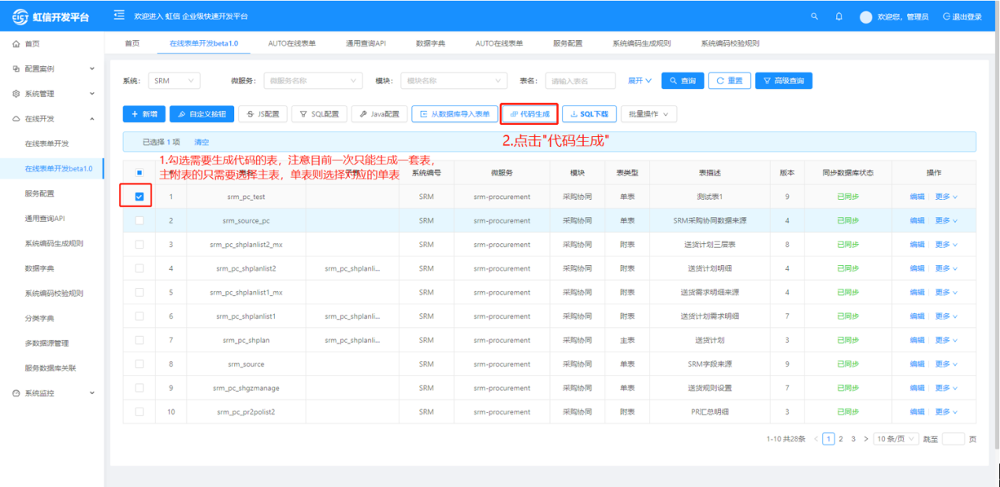 CIST 虹信开发平台 欢迎进入 虹信 企业级快速开发平台 欢迎您，管理员 退出登录
首页
配置案例
系统管理
在线开发
在线表单开发
在线表单开发beta1.0
服务配置
通用查询API
系统编码生成规则
数据字典
系统编码校验规则
分类字典
多数据源管理
服务数据库关联
系统监控
首页 在线表单开发beta1.0 AUTO在线表单 通用查询API 数据字典 AUTO在线表单 服务配置 系统编码生成规则 系统编码校验规则
系统: SRM 微服务: 微服务名称 模块: 模块名称 表名: 请输入表名 展开 查询 重置 高级查询
+ 新增 自定义按钮 JS配置 SQL配置 Java配置 从数据库导入表单 代码生成 SQL下载 批量操作
已选择 1 项 清空
2.点击"代码生成"
1.勾选需要生成代码的表，注意目前一次只能生成一套表，
主附表的只需要选择主表，单表则选择对应的单表
# 表名 系统编号 微服务 模块 表类型 表描述 版本 同步数据库状态 操作
1 srm_pc_test SRM srm-procurement 采购协同 单表 测试表1 9 已同步 编辑 更多
2 srm_source_pc SRM srm-procurement 采购协同 单表 SRM采购协同数据来源 4 已同步 编辑 更多
3 srm_pc_shplanlist2_mx SRM srm-procurement 采购协同 附表 送货计划三层表 8 已同步 编辑 更多
4 srm_pc_shplanlist2 srm_pc_shplanli... SRM srm-procurement 采购协同 附表 送货计划明细 4 已同步 编辑 更多
5 srm_pc_shplanlist1_mx SRM srm-procurement 采购协同 附表 送货需求明细来源 4 已同步 编辑 更多
6 srm_pc_shplanlist1 srm_pc_shplanli... SRM srm-procurement 采购协同 附表 送货计划需求明细 7 已同步 编辑 更多
7 srm_pc_shplan srm_pc_shplanli... SRM srm-procurement 采购协同 主表 送货计划 3 已同步 编辑 更多
8 srm_source SRM srm-procurement 采购协同 单表 SRM字段来源 9 已同步 编辑 更多
9 srm_pc_shgzmanage SRM srm-procurement 采购协同 单表 送货规则设置 7 已同步 编辑 更多
10 srm_pc_pr2polist2 SRM srm-procurement 采购协同 附表 PR汇总明细 3 已同步 编辑 更多
1-10 共28条 < 1 2 3 > 10 条/页 跳至 页